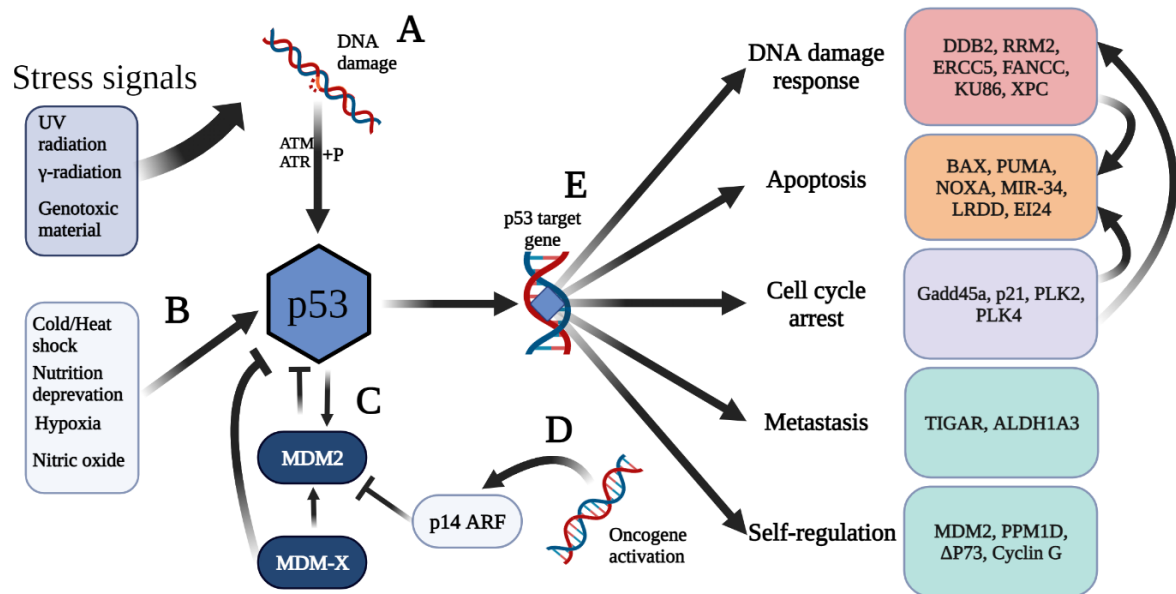 A
DNA
damage
Stress signals
UV
radiation
γ-radiation
Genotoxic
material
ATM
ATR
+P
B
Cold/Heat
shock
Nutrition
deprevation
Hypoxia
Nitric oxide
p53
C
MDM2
MDM-X
D
p14 ARF
Oncogene
activation
E
p53 target
gene
DNA damage
response
Apoptosis
Cell cycle
arrest
Metastasis
Self-regulation
DDB2, RRM2,
ERCC5, FANCC,
KU86, XPC
BAX, PUMA,
NOXA, MIR-34,
LRDD, EI24
Gadd45a, p21, PLK2,
PLK4
TIGAR, ALDH1A3
MDM2, PPM1D,
ΔP73, Cyclin G